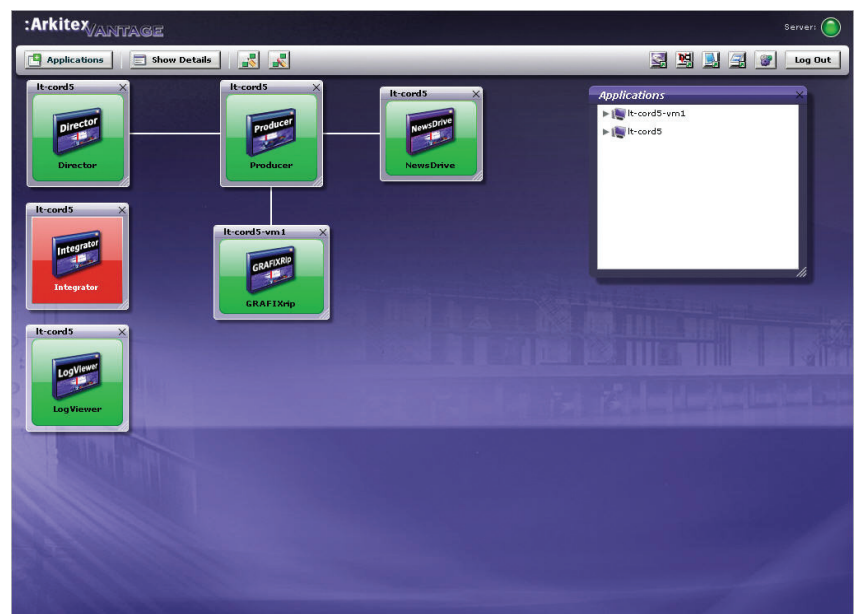 :Arkitex VANTAGE
Server:
Applications
Show Details
Log Out
lt-cord5
Director
Director
lt-cord5
Producer
Producer
lt-cord5
NewsDrive
NewsDrive
Applications
lt-cord5-vm1
lt-cord5
lt-cord5
Integrator
Integrator
lt-cord5-vm1
GRAFIXRip
GRAFIXrip
lt-cord5
LogViewer
LogViewer